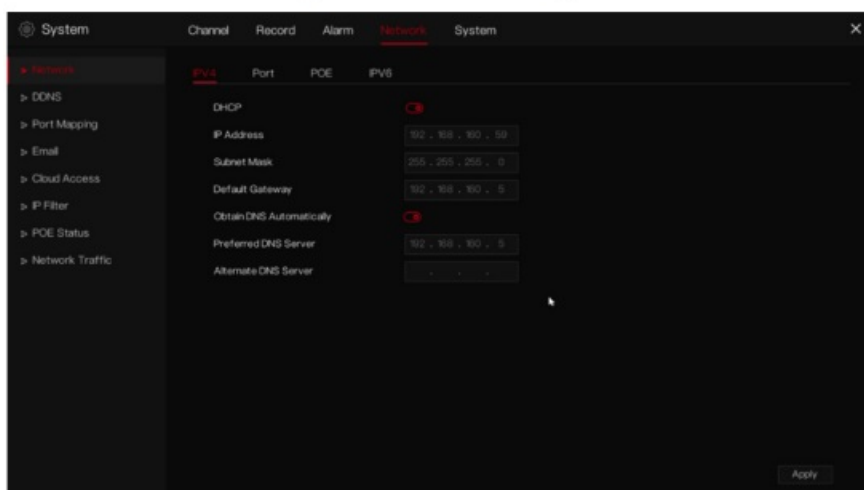 System
Channel Record Alarm Network System
Network
DDNS
Port Mapping
Email
Cloud Access
IP Filter
POE Status
Network Traffic
IPV4 Port POE IPV6
DHCP
IP Address 192 . 168 . 160 . 59
Subnet Mask 255 . 255 . 255 . 0
Default Gateway 192 . 168 . 160 . 5
Obtain DNS Automatically
Preferred DNS Server 192 . 168 . 160 . 5
Alternate DNS Server . . .
Apply